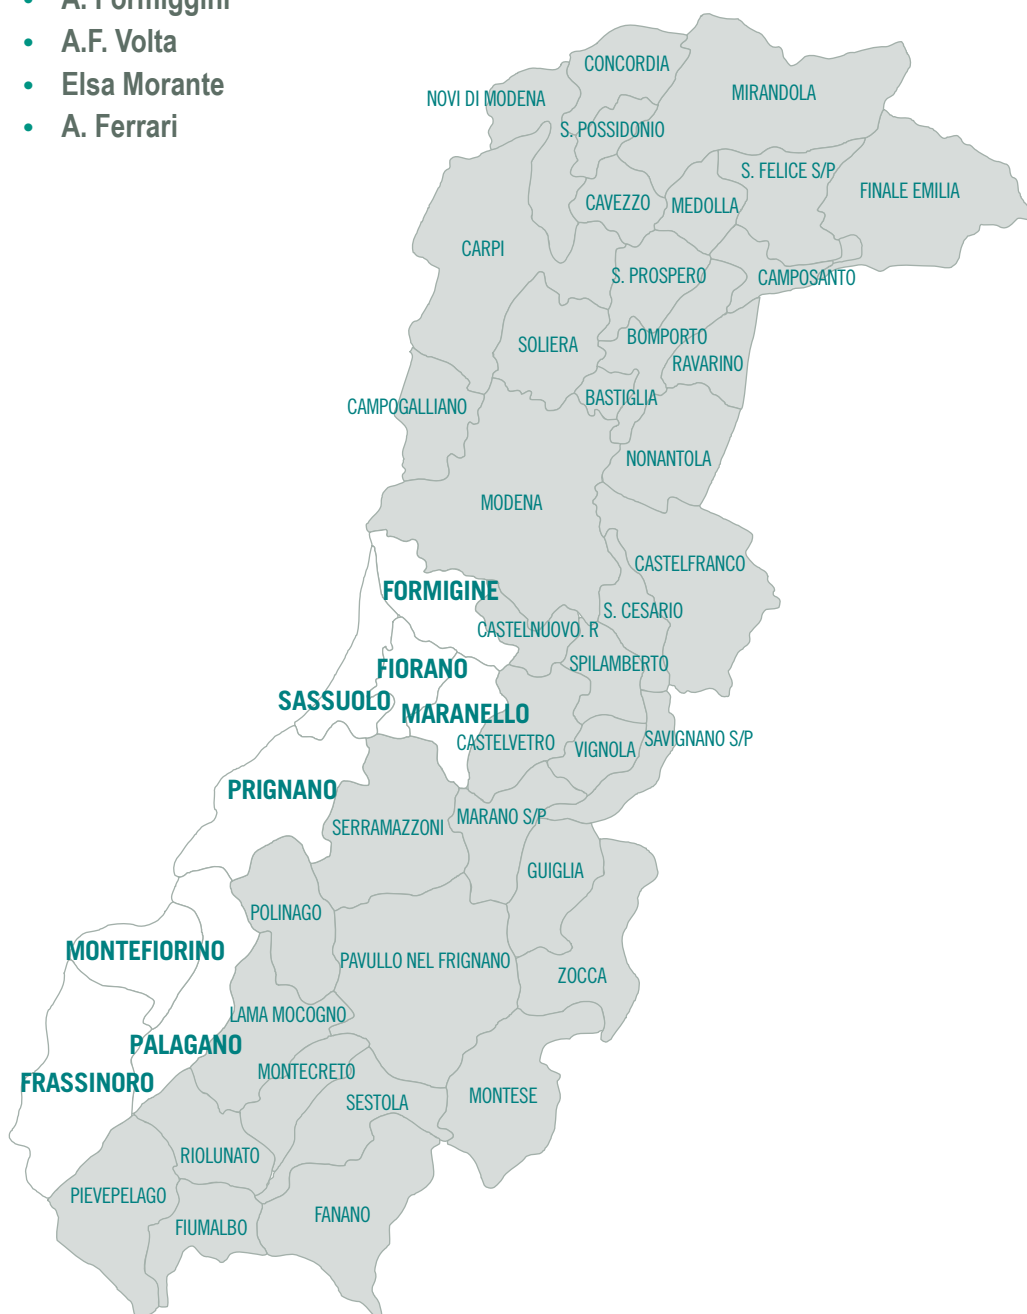 • A. Formiggini
• A.F. Volta
• Elsa Morante
• A. Ferrari
CONCORDIA
MIRANDOLA
NOVI DI MODENA
S. POSSIDONIO
S. FELICE S/P
FINALE EMILIA
CAVEZZO
MEDOLLA
CARPI
S. PROSPERO
CAMPOSANTO
SOLIERA
BOMPORTO
RAVARINO
BASTIGLIA
CAMPOGALLIANO
NONANTOLA
MODENA
CASTELFRANCO
FORMIGINE
S. CESARIO
CASTELNUOVO. R
FIORANO
SPILAMBERTO
SASSUOLO
MARANELLO
CASTELVETRO
VIGNOLA
SAVIGNANO S/P
PRIGNANO
MARANO S/P
SERRAMAZZONI
GUIGLIA
POLINAGO
MONTEFIORINO
PAVULLO NEL FRIGNANO
ZOCCA
LAMA MOCOGNO
PALAGANO
MONTECRETO
FRASSINORO
SESTOLA
MONTESE
RIOLUNATO
PIEVEPELAGO
FANANO
FIUMALBO